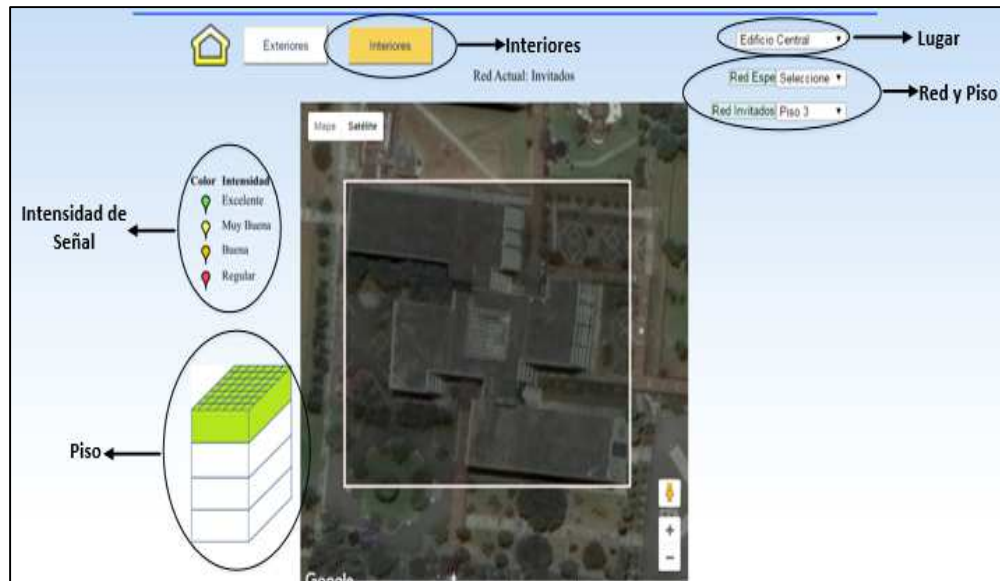 Exteriores
Interiores
Interiores
Edificio Central
Lugar
Red Actual: Invitados
Red Espe Seleccione
Red y Piso
Red Invitados Piso 3
Mapa Satélite
Color Intensidad
Excelente
Muy Buena
Buena
Regular
Intensidad de
Señal
Piso
+
−
Google